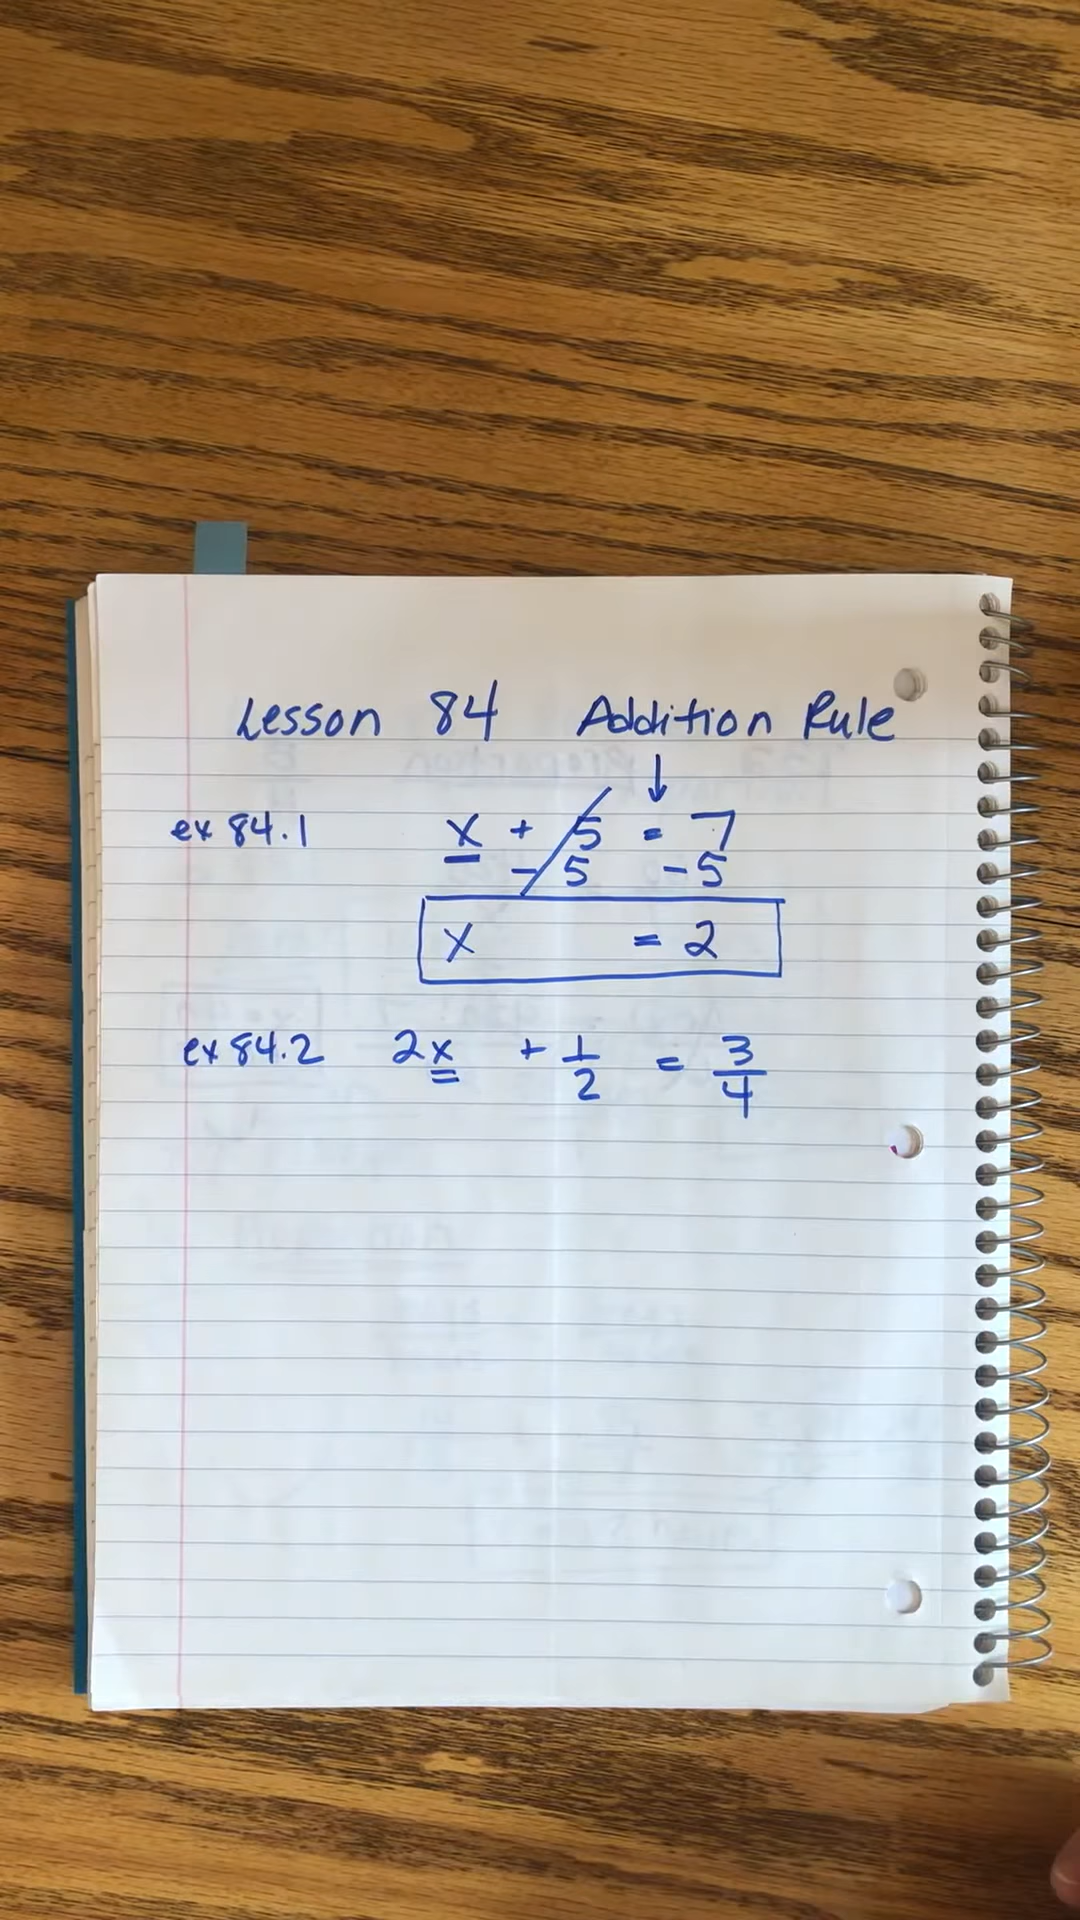 Lesson 84 Addition Rule
↓
ex 84.1 x + 5 = 7
- 5 - 5
x = 2
ex 84.2 2x + 1/2 = 3/4